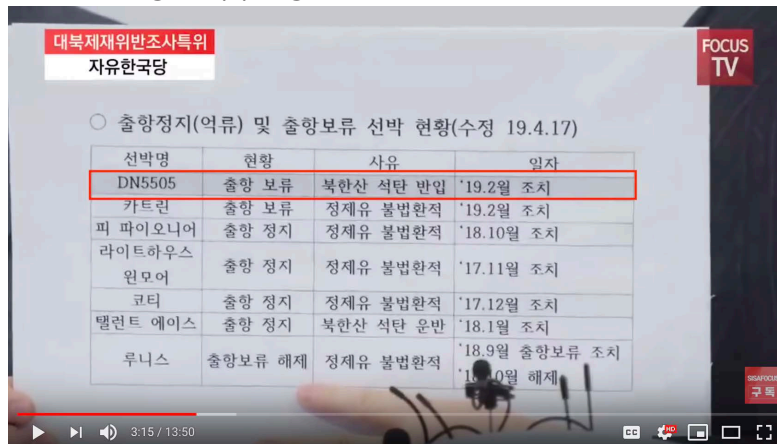 대북제재위반조사특위
자유한국당
FOCUS
TV
○ 출항정지(억류) 및 출항보류 선박 현황(수정 19.4.17)
선박명 현황 사유 일자
DN5505 출항 보류 북한산 석탄 반입 '19.2월 조치
카트린 출항 보류 정제유 불법환적 '19.2월 조치
피 파이오니어 출항 정지 정제유 불법환적 '18.10월 조치
라이트하우스
윈모어 출항 정지 정제유 불법환적 '17.11월 조치
코티 출항 정지 정제유 불법환적 '17.12월 조치
탤런트 에이스 출항 정지 북한산 석탄 운반 '18.1월 조치
루니스 출항보류 해제 정제유 불법환적 '18.9월 출항보류 조치
해제
구독
3:15 / 13:50
CC
HD